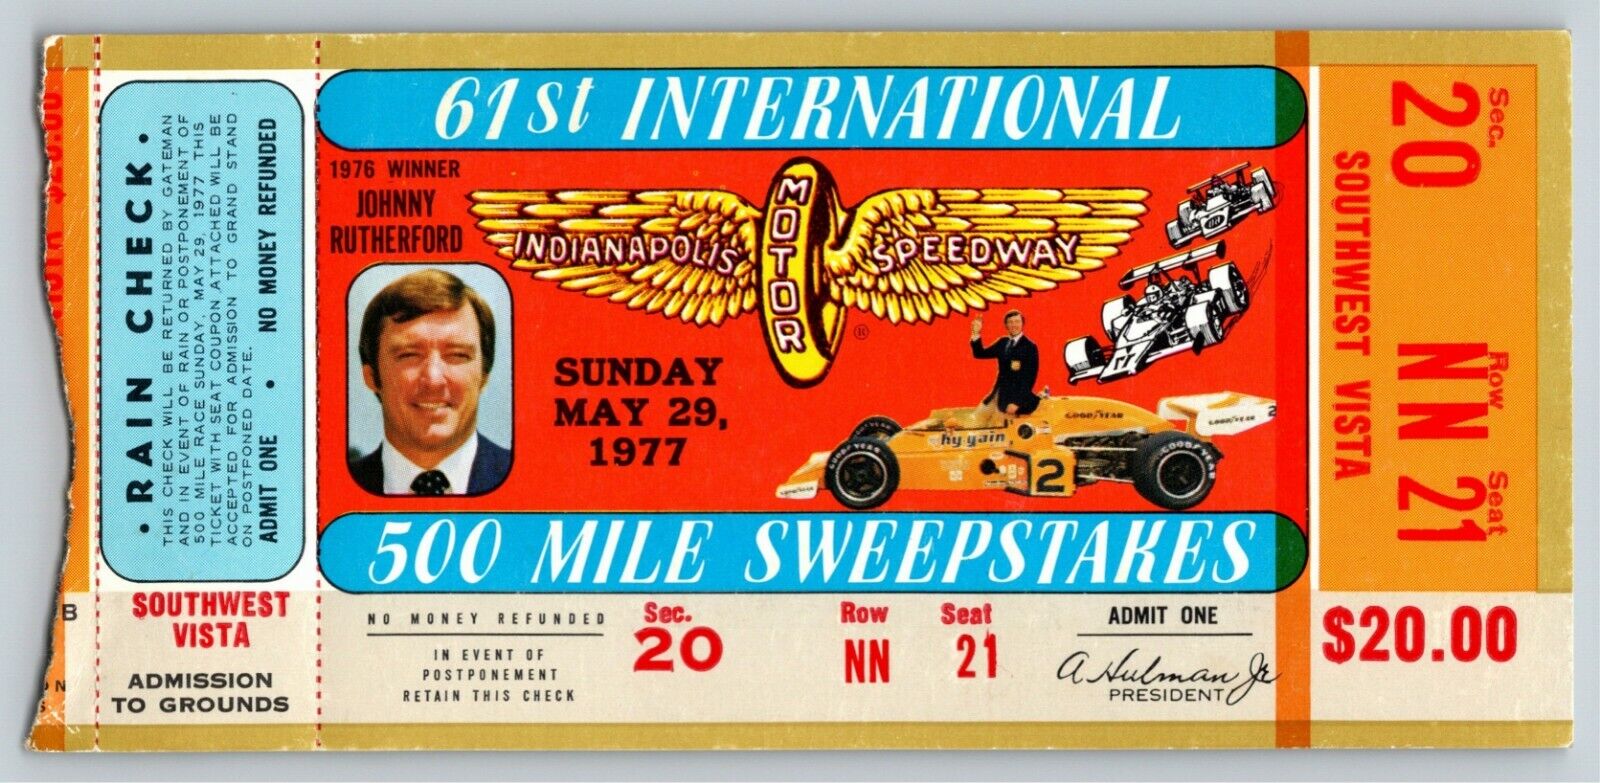 • RAIN CHECK •
THIS CHECK WILL BE RETURNED BY GATEMAN
AND IN EVENT OF RAIN OR POSTPONEMENT OF
500 MILE RACE SUNDAY, MAY 29, 1977 THIS
TICKET WITH SEAT COUPON ATTACHED WILL BE
ACCEPTED FOR ADMISSION TO GRAND STAND
ON POSTPONED DATE.
ADMIT ONE • NO MONEY REFUNDED
B
SOUTHWEST
VISTA
ADMISSION
TO GROUNDS
61st INTERNATIONAL
1976 WINNER
JOHNNY
RUTHERFORD
INDIANAPOLIS MOTOR SPEEDWAY
®
SUNDAY
MAY 29,
1977
GOODYEAR
GOODYEAR
2
hy-gain
2
GOODYEAR
GOODYEAR
500 MILE SWEEPSTAKES
NO MONEY REFUNDED
IN EVENT OF
POSTPONEMENT
RETAIN THIS CHECK
Sec. Row Seat
20 NN 21
ADMIT ONE
A Hulman Jr
PRESIDENT
Sec. Row Seat
20 NN 21
SOUTHWEST VISTA
$20.00